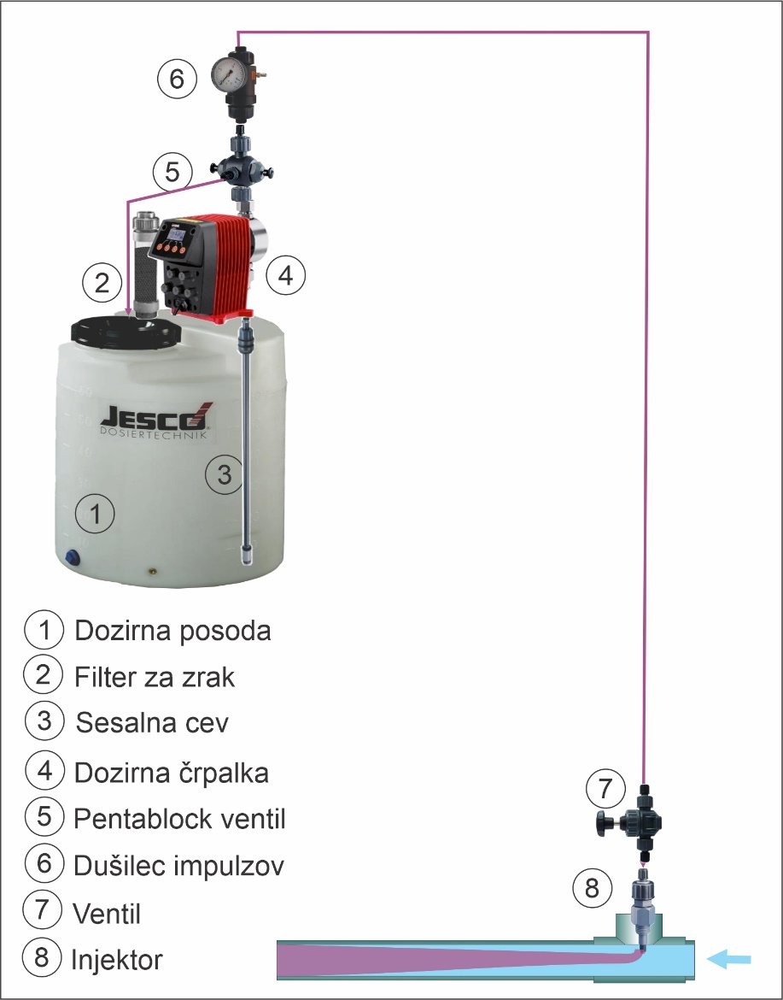 6
5
2
4
JESCO
DOSIERTECHNIK
3
1
1 Dozirna posoda
2 Filter za zrak
3 Sesalna cev
4 Dozirna črpalka
5 Pentablock ventil
6 Dušilec impulzov
7 Ventil
8 Injektor
7
8